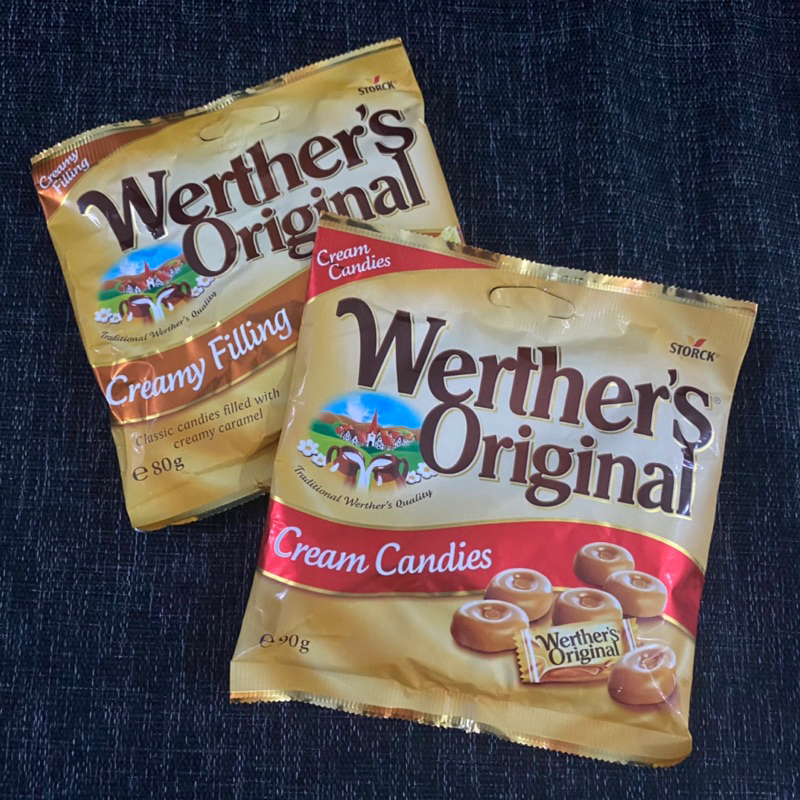 STORCK®
Creamy
Filling
Werther's
Original
Traditional Werther's Quality
Creamy Filling
Classic candies filled with
creamy caramel
e 80g
Cream
Candies
STORCK®
Werther's®
Original
Traditional Werther's Quality
Cream Candies
Werther's
Original
e 90g